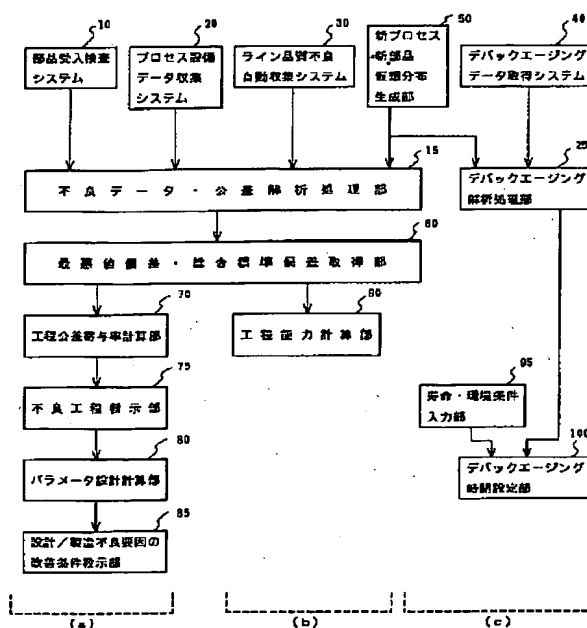 10
部品受入検査
システム
20
プロセス設備
データ収集
システム
30
ライン品質不良
自動収集システム
50
新プロセス
新部品
仮想分布
生成部
40
デバックエージング
データ取得システム
15
不良データ・公差解析処理部
25
デバックエージング
解析処理部
60
最悪値偏差・総合標準偏差取得部
70
工程公差寄与率計算部
90
工程能力計算部
75
不良工程指示部
95
寿命・環境条件
入力部
80
パラメータ設計計算部
100
デバックエージング
時間設定部
85
設計／製造不良要因の
改善条件指示部
(a)
(b)
(c)